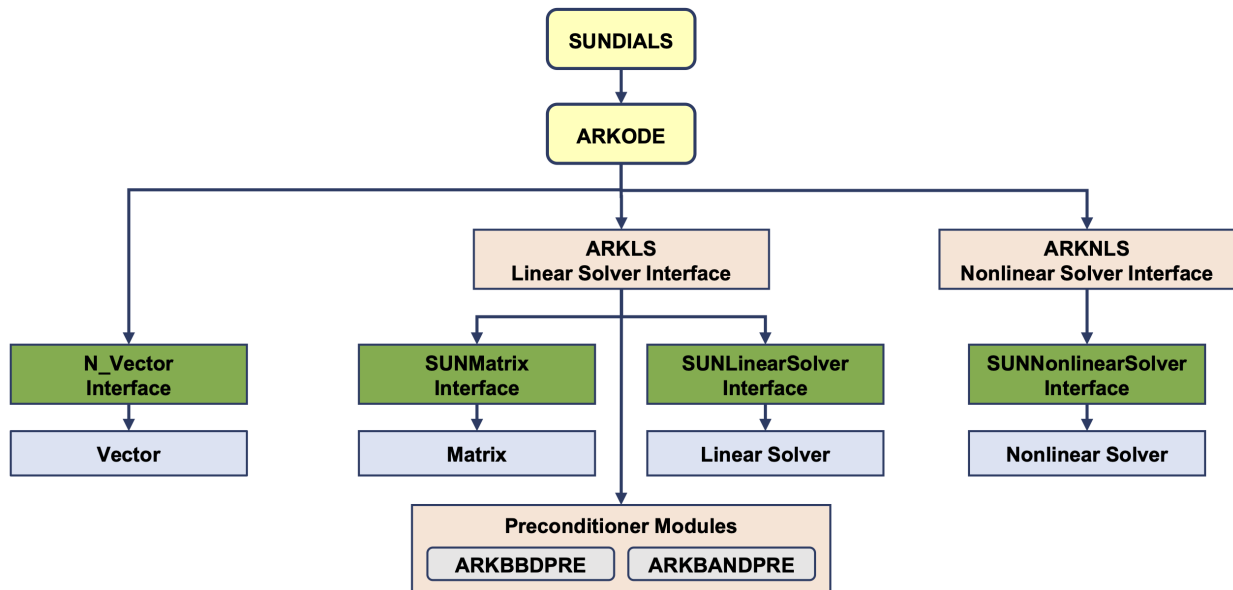 SUNDIALS
ARKODE
ARKLS
Linear Solver Interface
ARKNLS
Nonlinear Solver Interface
N_Vector
Interface
SUNMatrix
Interface
SUNLinearSolver
Interface
SUNNonlinearSolver
Interface
Vector
Matrix
Linear Solver
Nonlinear Solver
Preconditioner Modules
ARKBBDPRE
ARKBANDPRE